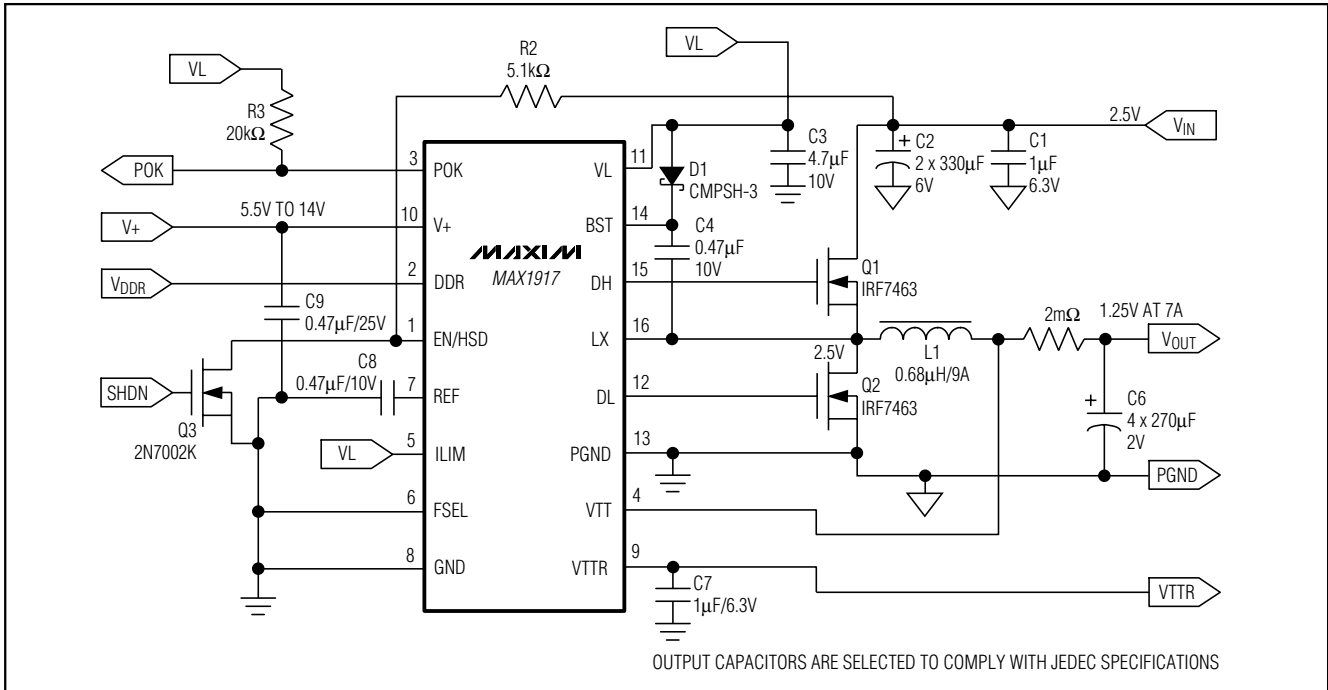 VL
R3
20kΩ
POK
V+
5.5V TO 14V
VDDR
C9
0.47μF/25V
SHDN
Q3
2N7002K
C8
0.47μF/10V
VL
R2
5.1kΩ
3
POK
10
V+
2
DDR
1
EN/HSD
7
REF
5
ILIM
6
FSEL
8
GND
MAXIM
MAX1917
VL
11
BST
14
DH
15
LX
16
DL
12
PGND
13
VTT
4
VTTR
9
VL
D1
CMPSH-3
C3
4.7μF
10V
C4
0.47μF
10V
+
C2
2 x 330μF
6V
C1
1μF
6.3V
2.5V
VIN
Q1
IRF7463
2.5V
Q2
IRF7463
L1
0.68μH/9A
2mΩ
1.25V AT 7A
VOUT
+
C6
4 x 270μF
2V
PGND
C7
1μF/6.3V
VTTR
OUTPUT CAPACITORS ARE SELECTED TO COMPLY WITH JEDEC SPECIFICATIONS